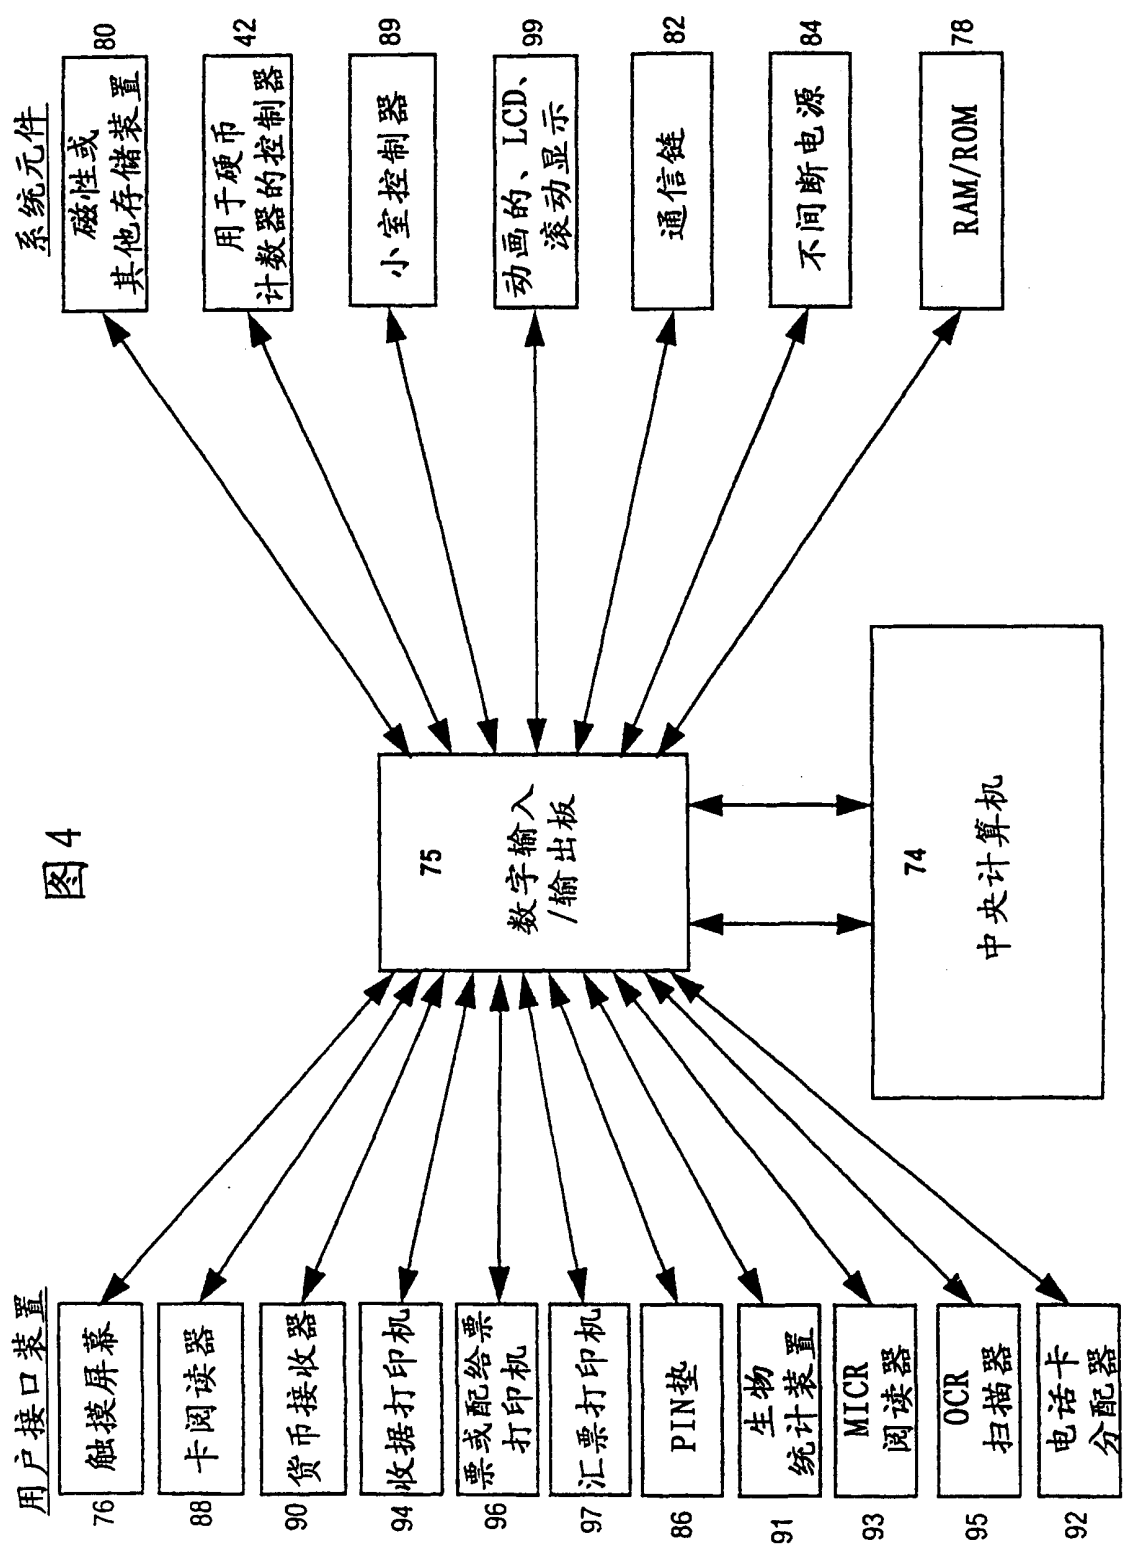 图4
用户接口装置
76
触摸屏幕
88
卡阅读器
90
货币接收器
94
收据打印机
96
票或配给票
打印机
97
汇票打印机
86
PIN垫
91
生物
统计装置
93
MICR
阅读器
95
OCR
扫描器
92
电话卡
分配器
75
数字输入
/输出板
74
中央计算机
系统元件
磁性或
其他存储装置
80
用于硬币
计数器的控制器
42
小室控制器
89
动画的、LCD、
滚动显示
99
通信链
82
不间断电源
84
RAM/ROM
78